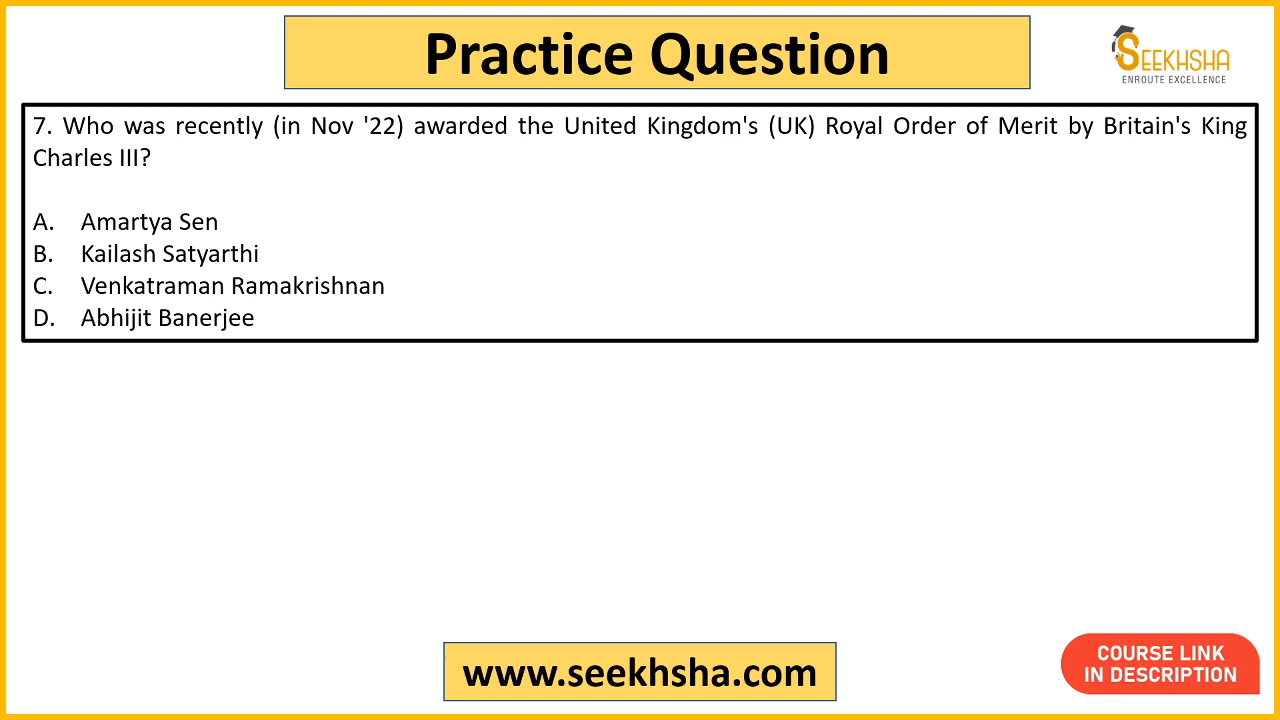 Practice Question
SEEKHSHA
ENROUTE EXCELLENCE
7. Who was recently (in Nov '22) awarded the United Kingdom's (UK) Royal Order of Merit by Britain's King
Charles III?
A. Amartya Sen
B. Kailash Satyarthi
C. Venkatraman Ramakrishnan
D. Abhijit Banerjee
www.seekhsha.com
COURSE LINK
IN DESCRIPTION